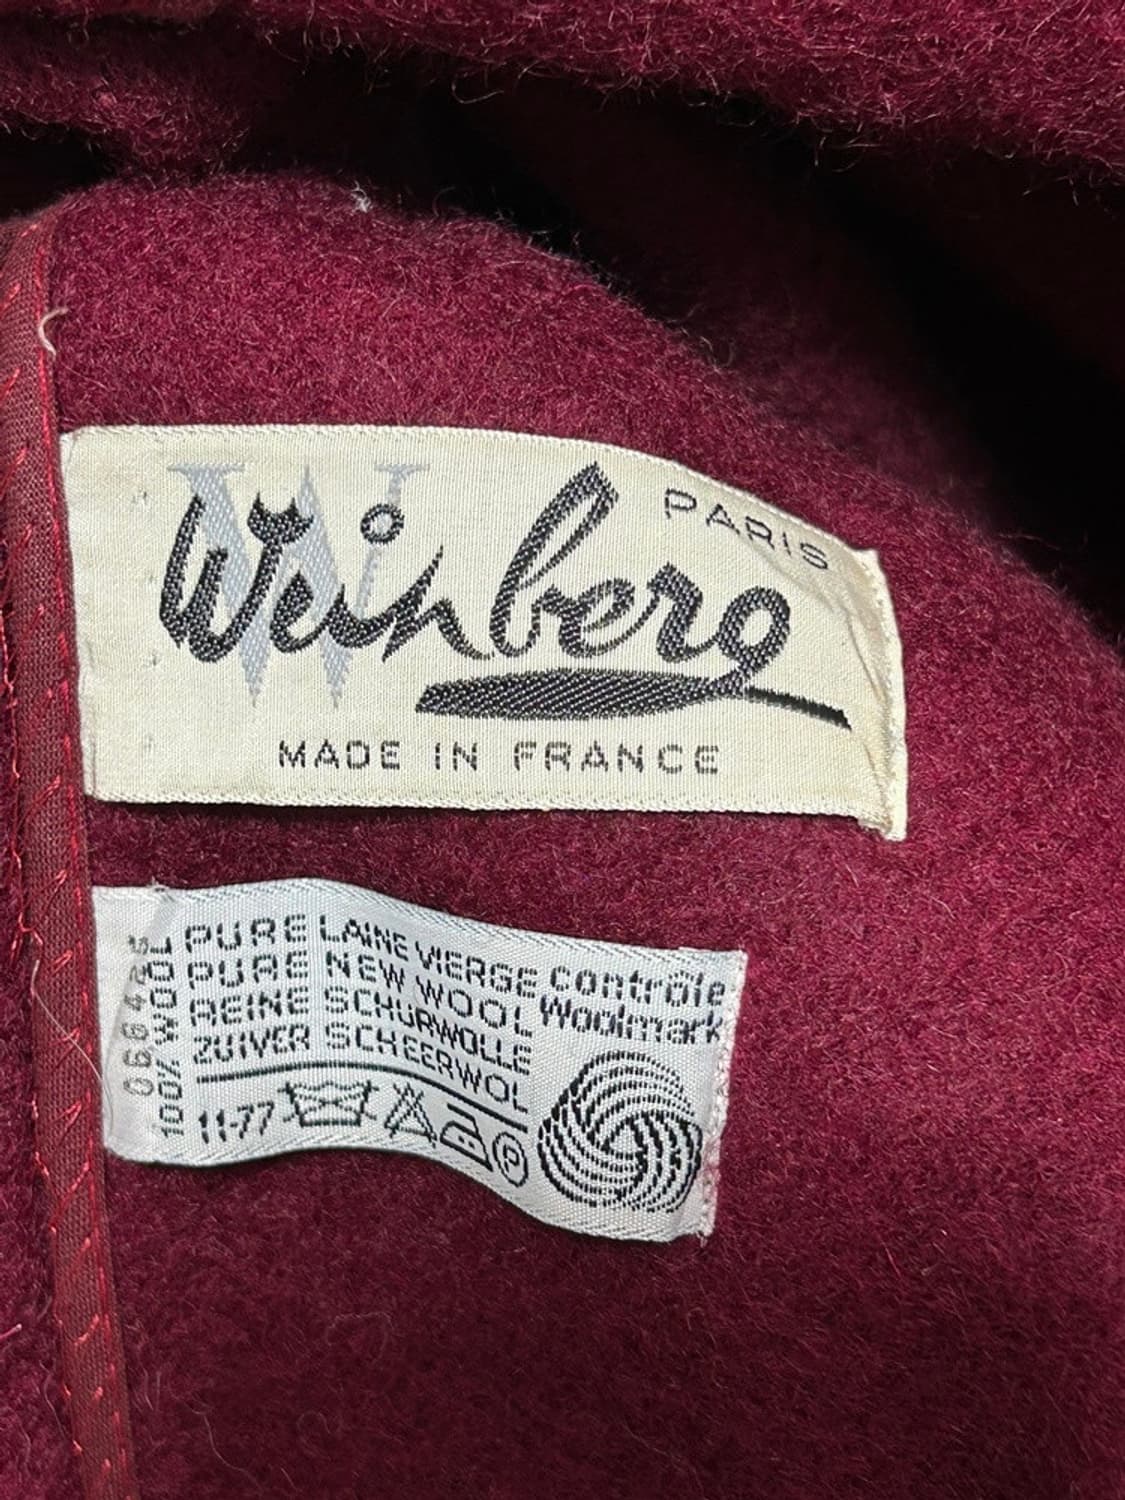 W
Weinberg
PARIS
MADE IN FRANCE
PURE LAINE VIERGE
PURE NEW WOOL
REINE SCHURWOLLE
ZUIVER SCHEERWOL
contrôle
Woolmark
11-77
P
100% WOOL